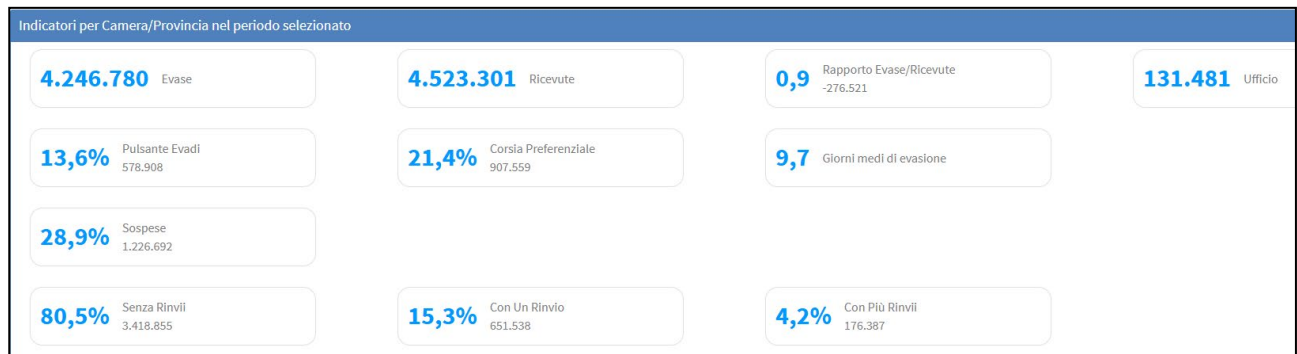 Indicatori per Camera/Provincia nel periodo selezionato
4.246.780 Evase
4.523.301 Ricevute
0,9 Rapporto Evase/Ricevute
-276.521
131.481 Ufficio
13,6% Pulsante Evadi
578.908
21,4% Corsia Preferenziale
907.559
9,7 Giorni medi di evasione
28,9% Sospese
1.226.692
80,5% Senza Rinvii
3.418.855
15,3% Con Un Rinvio
651.538
4,2% Con Più Rinvii
176.387